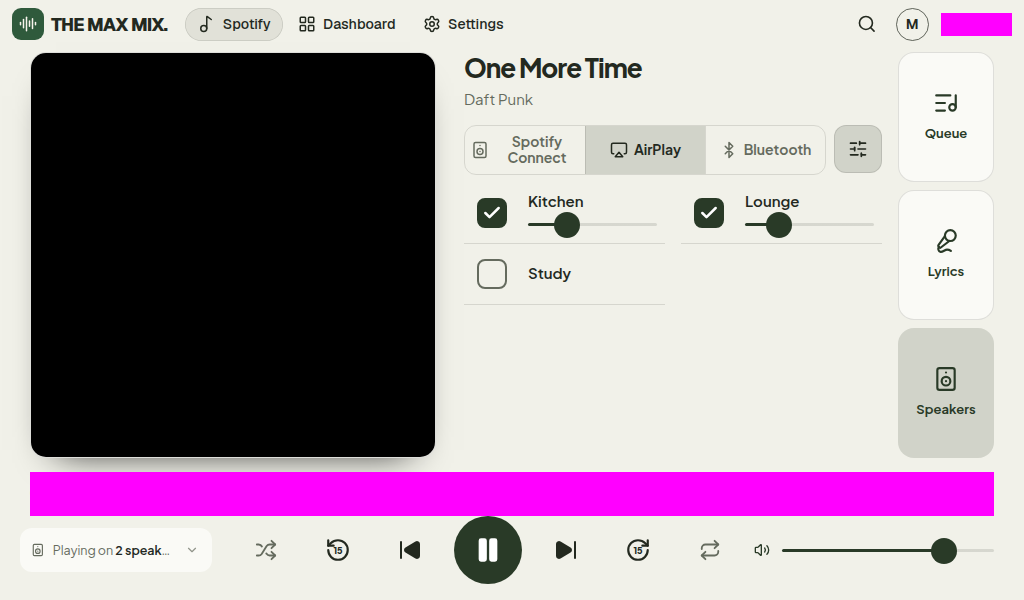 THE MAX MIX.
Spotify
Dashboard
Settings
M
One More Time
Daft Punk
Spotify
Connect
AirPlay
Bluetooth
Kitchen
Lounge
Study
Queue
Lyrics
Speakers
Playing on 2 speak...
15
15